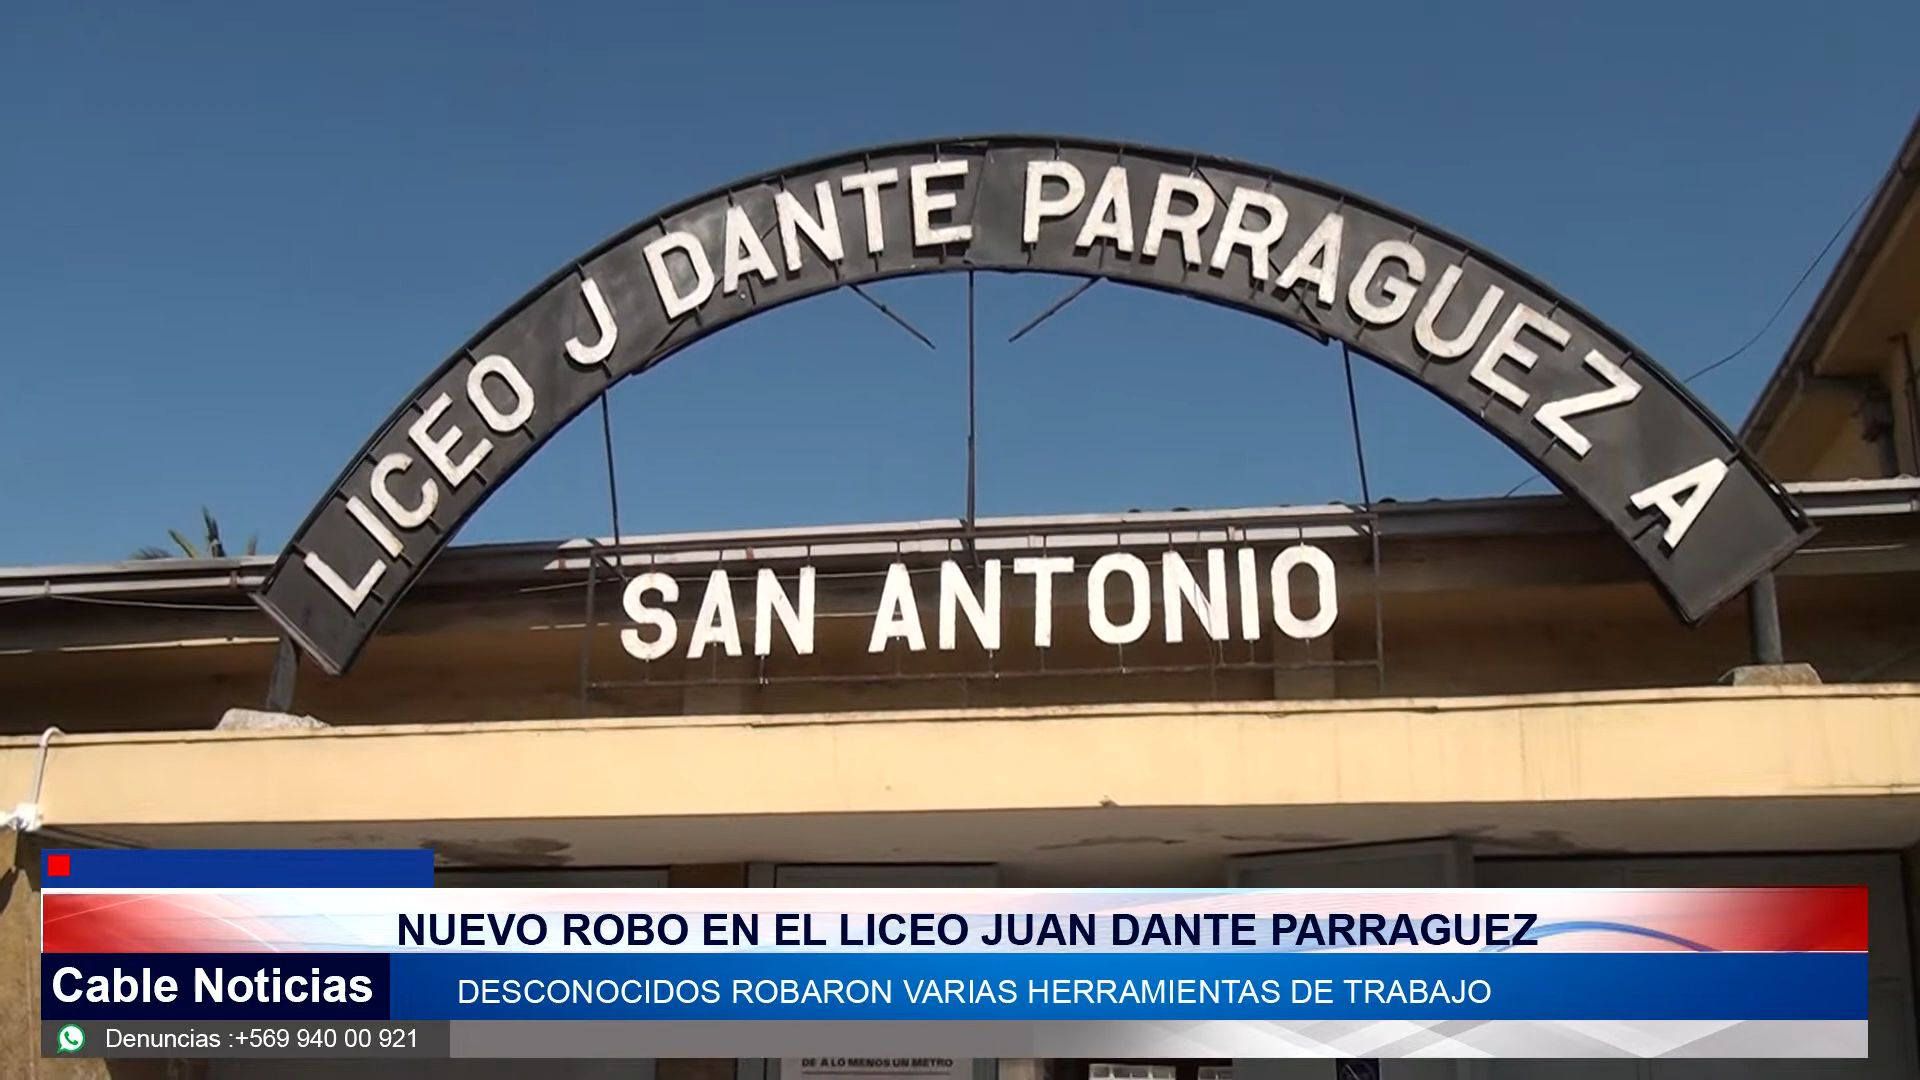 LICEO J DANTE PARRAGUEZ A
SAN ANTONIO
NUEVO ROBO EN EL LICEO JUAN DANTE PARRAGUEZ
Cable Noticias
DESCONOCIDOS ROBARON VARIAS HERRAMIENTAS DE TRABAJO
Denuncias :+569 940 00 921
DE A LO MENOS UN METRO